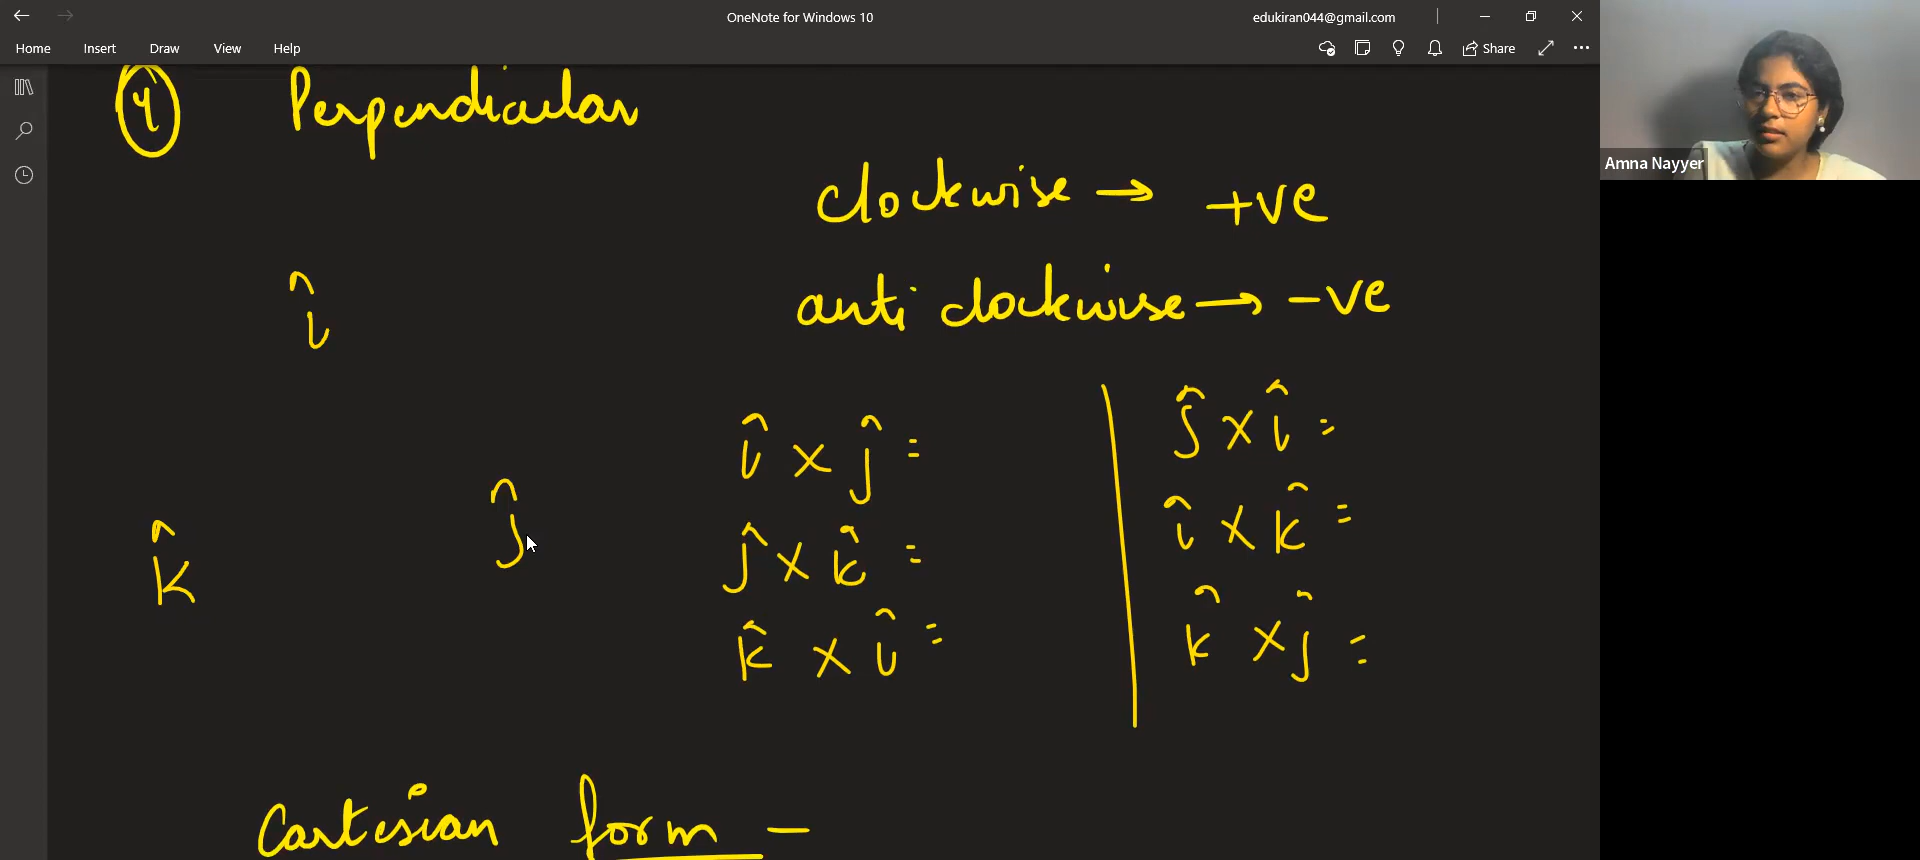 OneNote for Windows 10
edukiran044@gmail.com
Home Insert Draw View Help
Share
Amna Nayyer
4 Perpendicular
clockwise → +ve
anti clockwise → -ve
î
ĵ
k̂
î × ĵ =
ĵ × k̂ =
k̂ × î =
ĵ × î =
î × k̂ =
k̂ × ĵ =
Cartesian form –